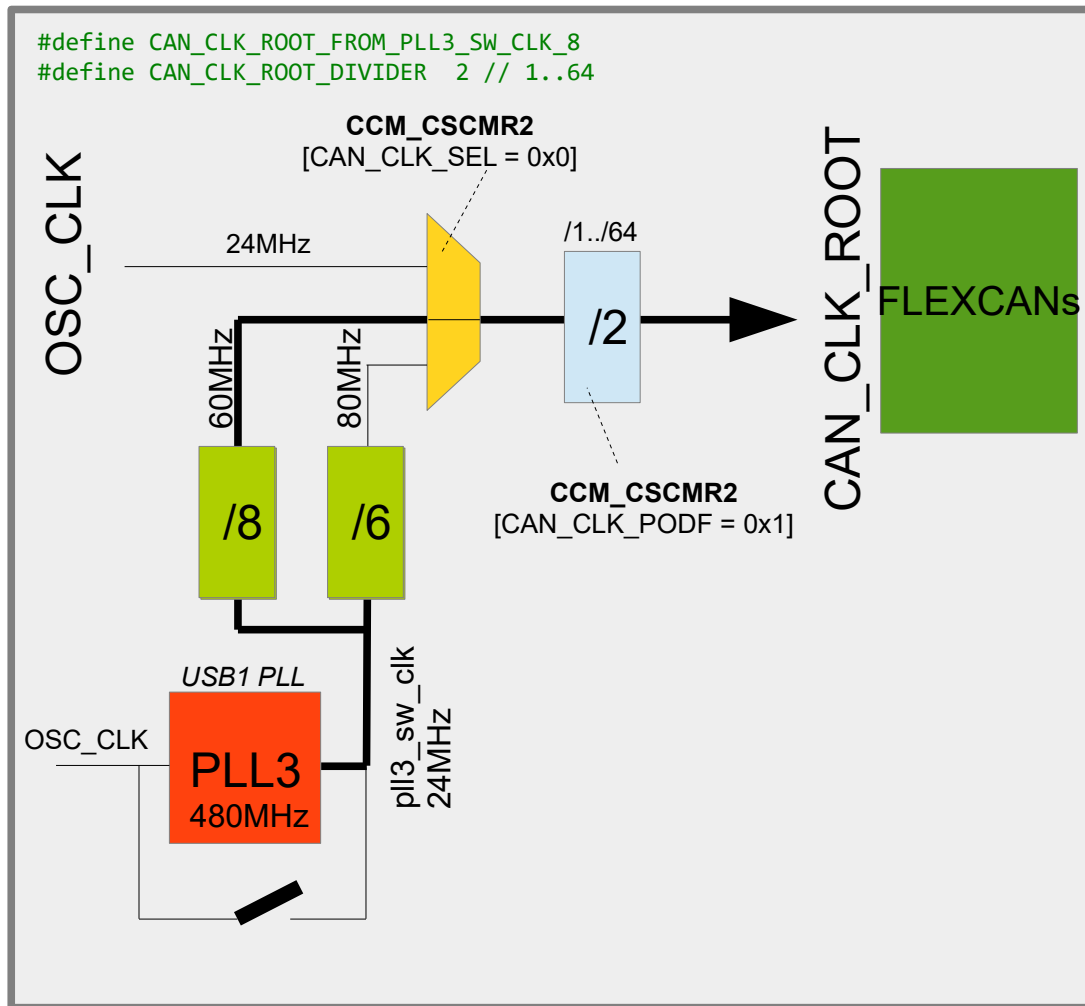 #define CAN_CLK_ROOT_FROM_PLL3_SW_CLK_8
#define CAN_CLK_ROOT_DIVIDER  2 // 1..64
CCM_CSCMR2
[CAN_CLK_SEL = 0x0]
OSC_CLK
24MHz
/1../64
/2
CAN_CLK_ROOT
FLEXCANs
60MHz
80MHz
CCM_CSCMR2
[CAN_CLK_PODF = 0x1]
/8
/6
USB1 PLL
OSC_CLK
PLL3
480MHz
pll3_sw_clk
24MHz